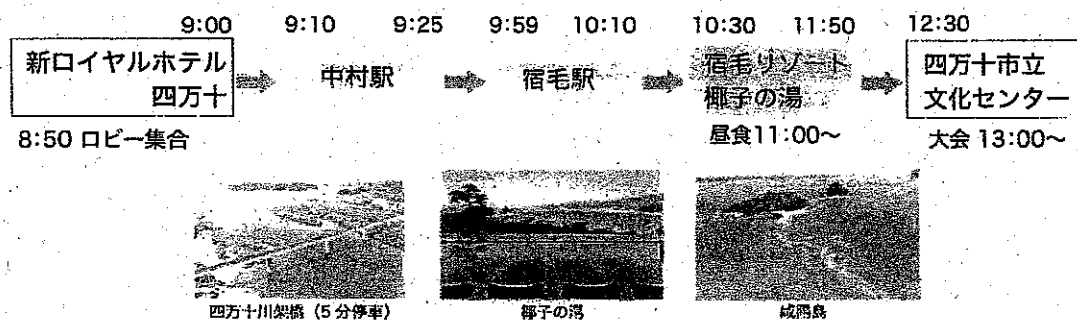 9:00 9:10 9:25 9:59 10:10 10:30 11:50 12:30
新ロイヤルホテル
四万十
中村駅
宿毛駅
宿毛リゾート
椰子の湯
四万十市立
文化センター
8:50 ロビー集合
昼食11:00~
大会 13:00~
四万十川架橋(5分停車)
椰子の湯
咸陽島